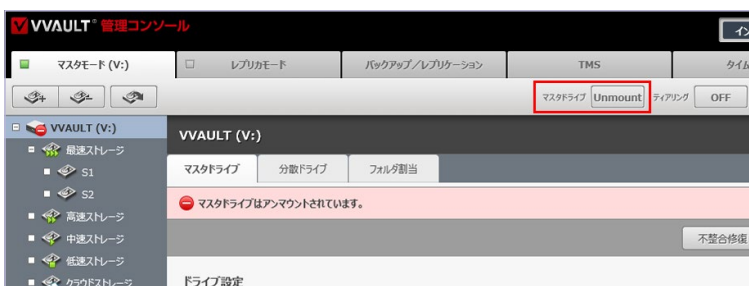 VVAULT® 管理コンソール
マスタモード (V:) レプリカモード バックアップ／レプリケーション TMS
マスタドライブ Unmount ティアリング OFF
VVAULT (V:)
最速ストレージ
S1
S2
高速ストレージ
中速ストレージ
低速ストレージ
クラウドストレージ
VVAULT (V:)
マスタドライブ 分散ドライブ フォルダ割当
マスタドライブはアンマウントされています。
不整合修復
ドライブ設定